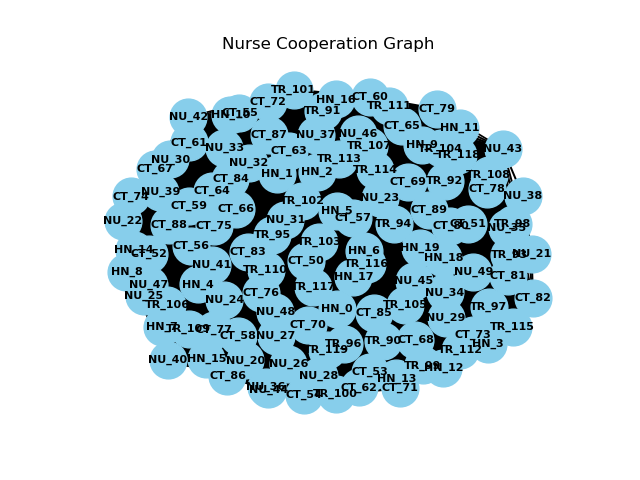 Nurse Cooperation Graph
TR_101
CT_60
HN_16
CT_72
TR_111
CT_79
TR_91
CT_55
NU_42
CT_65
HN_11
NU_46
NU_37
CT_87
CT_61
HN_9
TR_107
TR_104
NU_43
NU_33
CT_63
TR_118
TR_113
NU_30
NU_32
CT_67
TR_114
HN_2
HN_1
TR_108
CT_84
TR_92
CT_69
CT_78
CT_64
NU_39
CT_74
NU_38
NU_23
TR_102
CT_59
CT_66
HN_5
CT_89
CT_57
NU_31
NU_22
CT_88
CT_75
TR_94
CT_51
TR_95
TR_103
CT_56
HN_19
HN_14
CT_83
HN_6
CT_52
NU_21
HN_18
CT_50
TR_116
NU_41
TR_110
HN_8
NU_49
CT_81
HN_17
NU_45
HN_4
NU_47
TR_117
CT_76
NU_34
NU_25
CT_82
NU_24
TR_106
TR_105
TR_97
HN_0
NU_48
CT_85
NU_29
CT_70
TR_115
TR_109
CT_77
CT_58
NU_27
CT_73
CT_68
TR_90
TR_96
HN_3
TR_119
TR_112
NU_40
HN_15
NU_20
NU_26
TR_99
HN_12
CT_53
CT_86
NU_28
HN_13
NU_36
CT_62
CT_71
NU_44
CT_54
TR_100